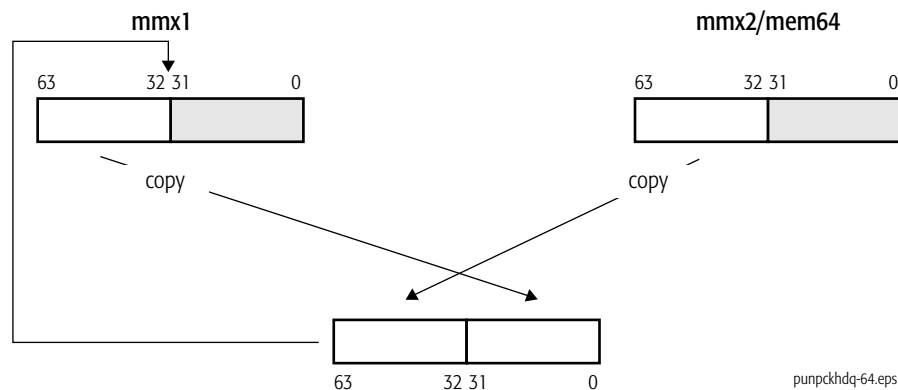 mmx1 mmx2/mem64
63 32 31 0 63 32 31 0
copy copy
63 32 31 0
punpckhdq-64.eps